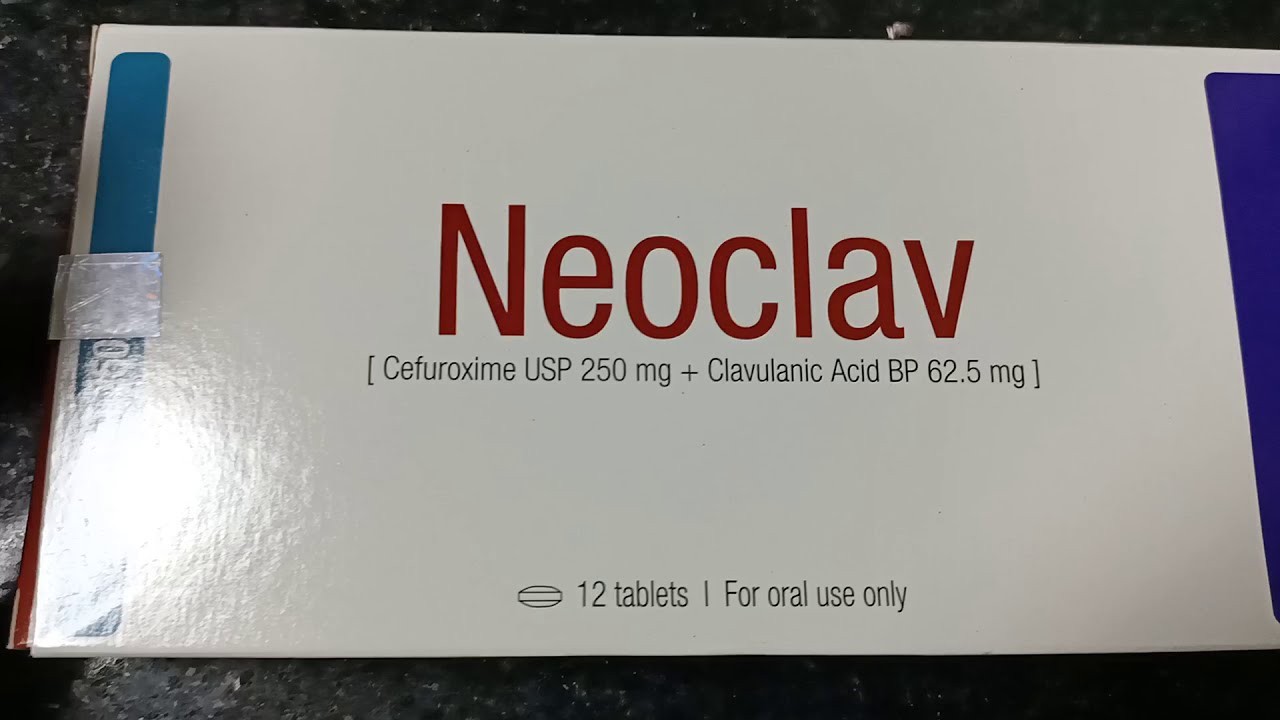 Neoclav
[ Cefuroxime USP 250 mg + Clavulanic Acid BP 62.5 mg ]
12 tablets | For oral use only